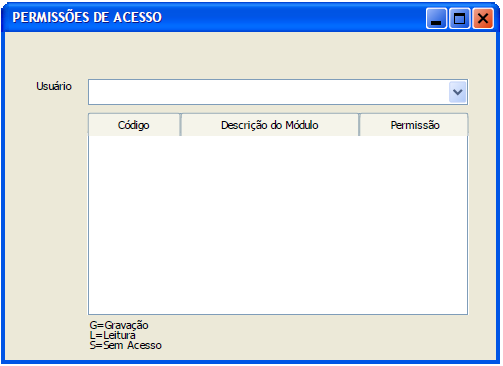 PERMISSÕES DE ACESSO
Usuário
Código Descrição do Módulo Permissão
G=Gravação
L=Leitura
S=Sem Acesso